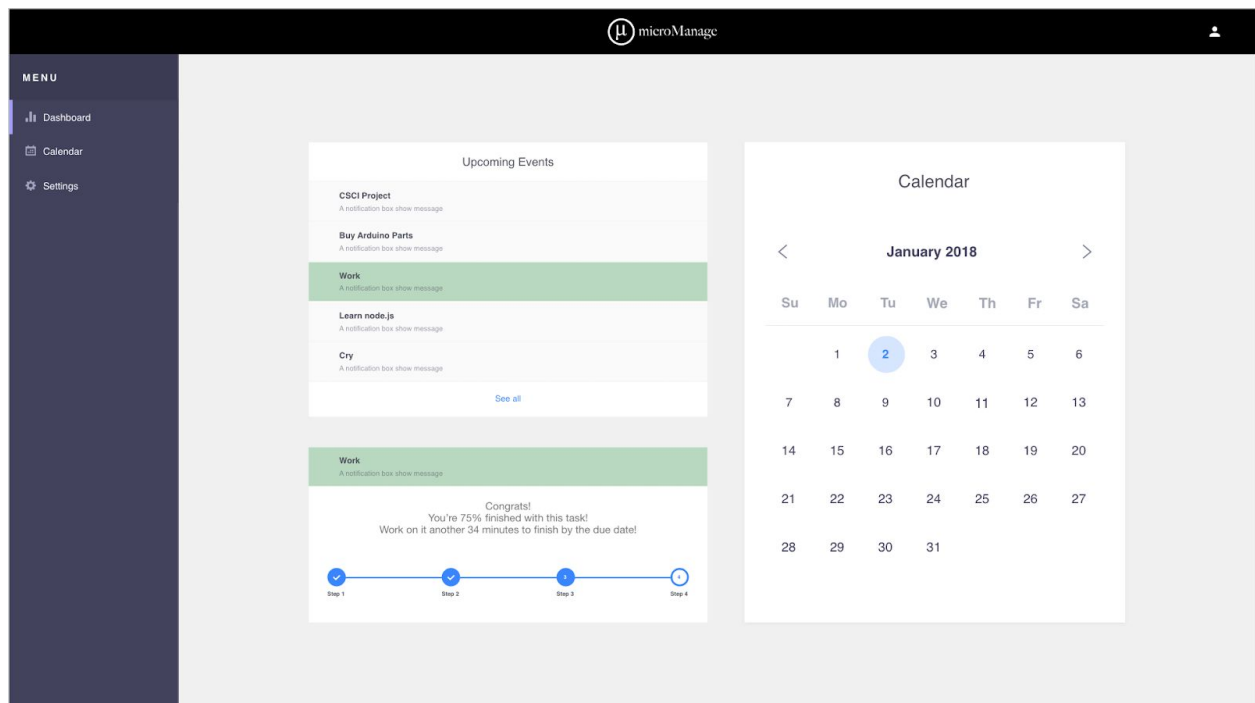 μ microManage
MENU
Dashboard
Calendar
Settings
Upcoming Events
CSCI Project
A notification box show message
Buy Arduino Parts
A notification box show message
Work
A notification box show message
Learn node.js
A notification box show message
Cry
A notification box show message
See all
Work
A notification box show message
Congrats!
You're 75% finished with this task!
Work on it another 34 minutes to finish by the due date!
3 4
Step 1 Step 2 Step 3 Step 4
Calendar
January 2018
Su Mo Tu We Th Fr Sa
1 2 3 4 5 6
7 8 9 10 11 12 13
14 15 16 17 18 19 20
21 22 23 24 25 26 27
28 29 30 31